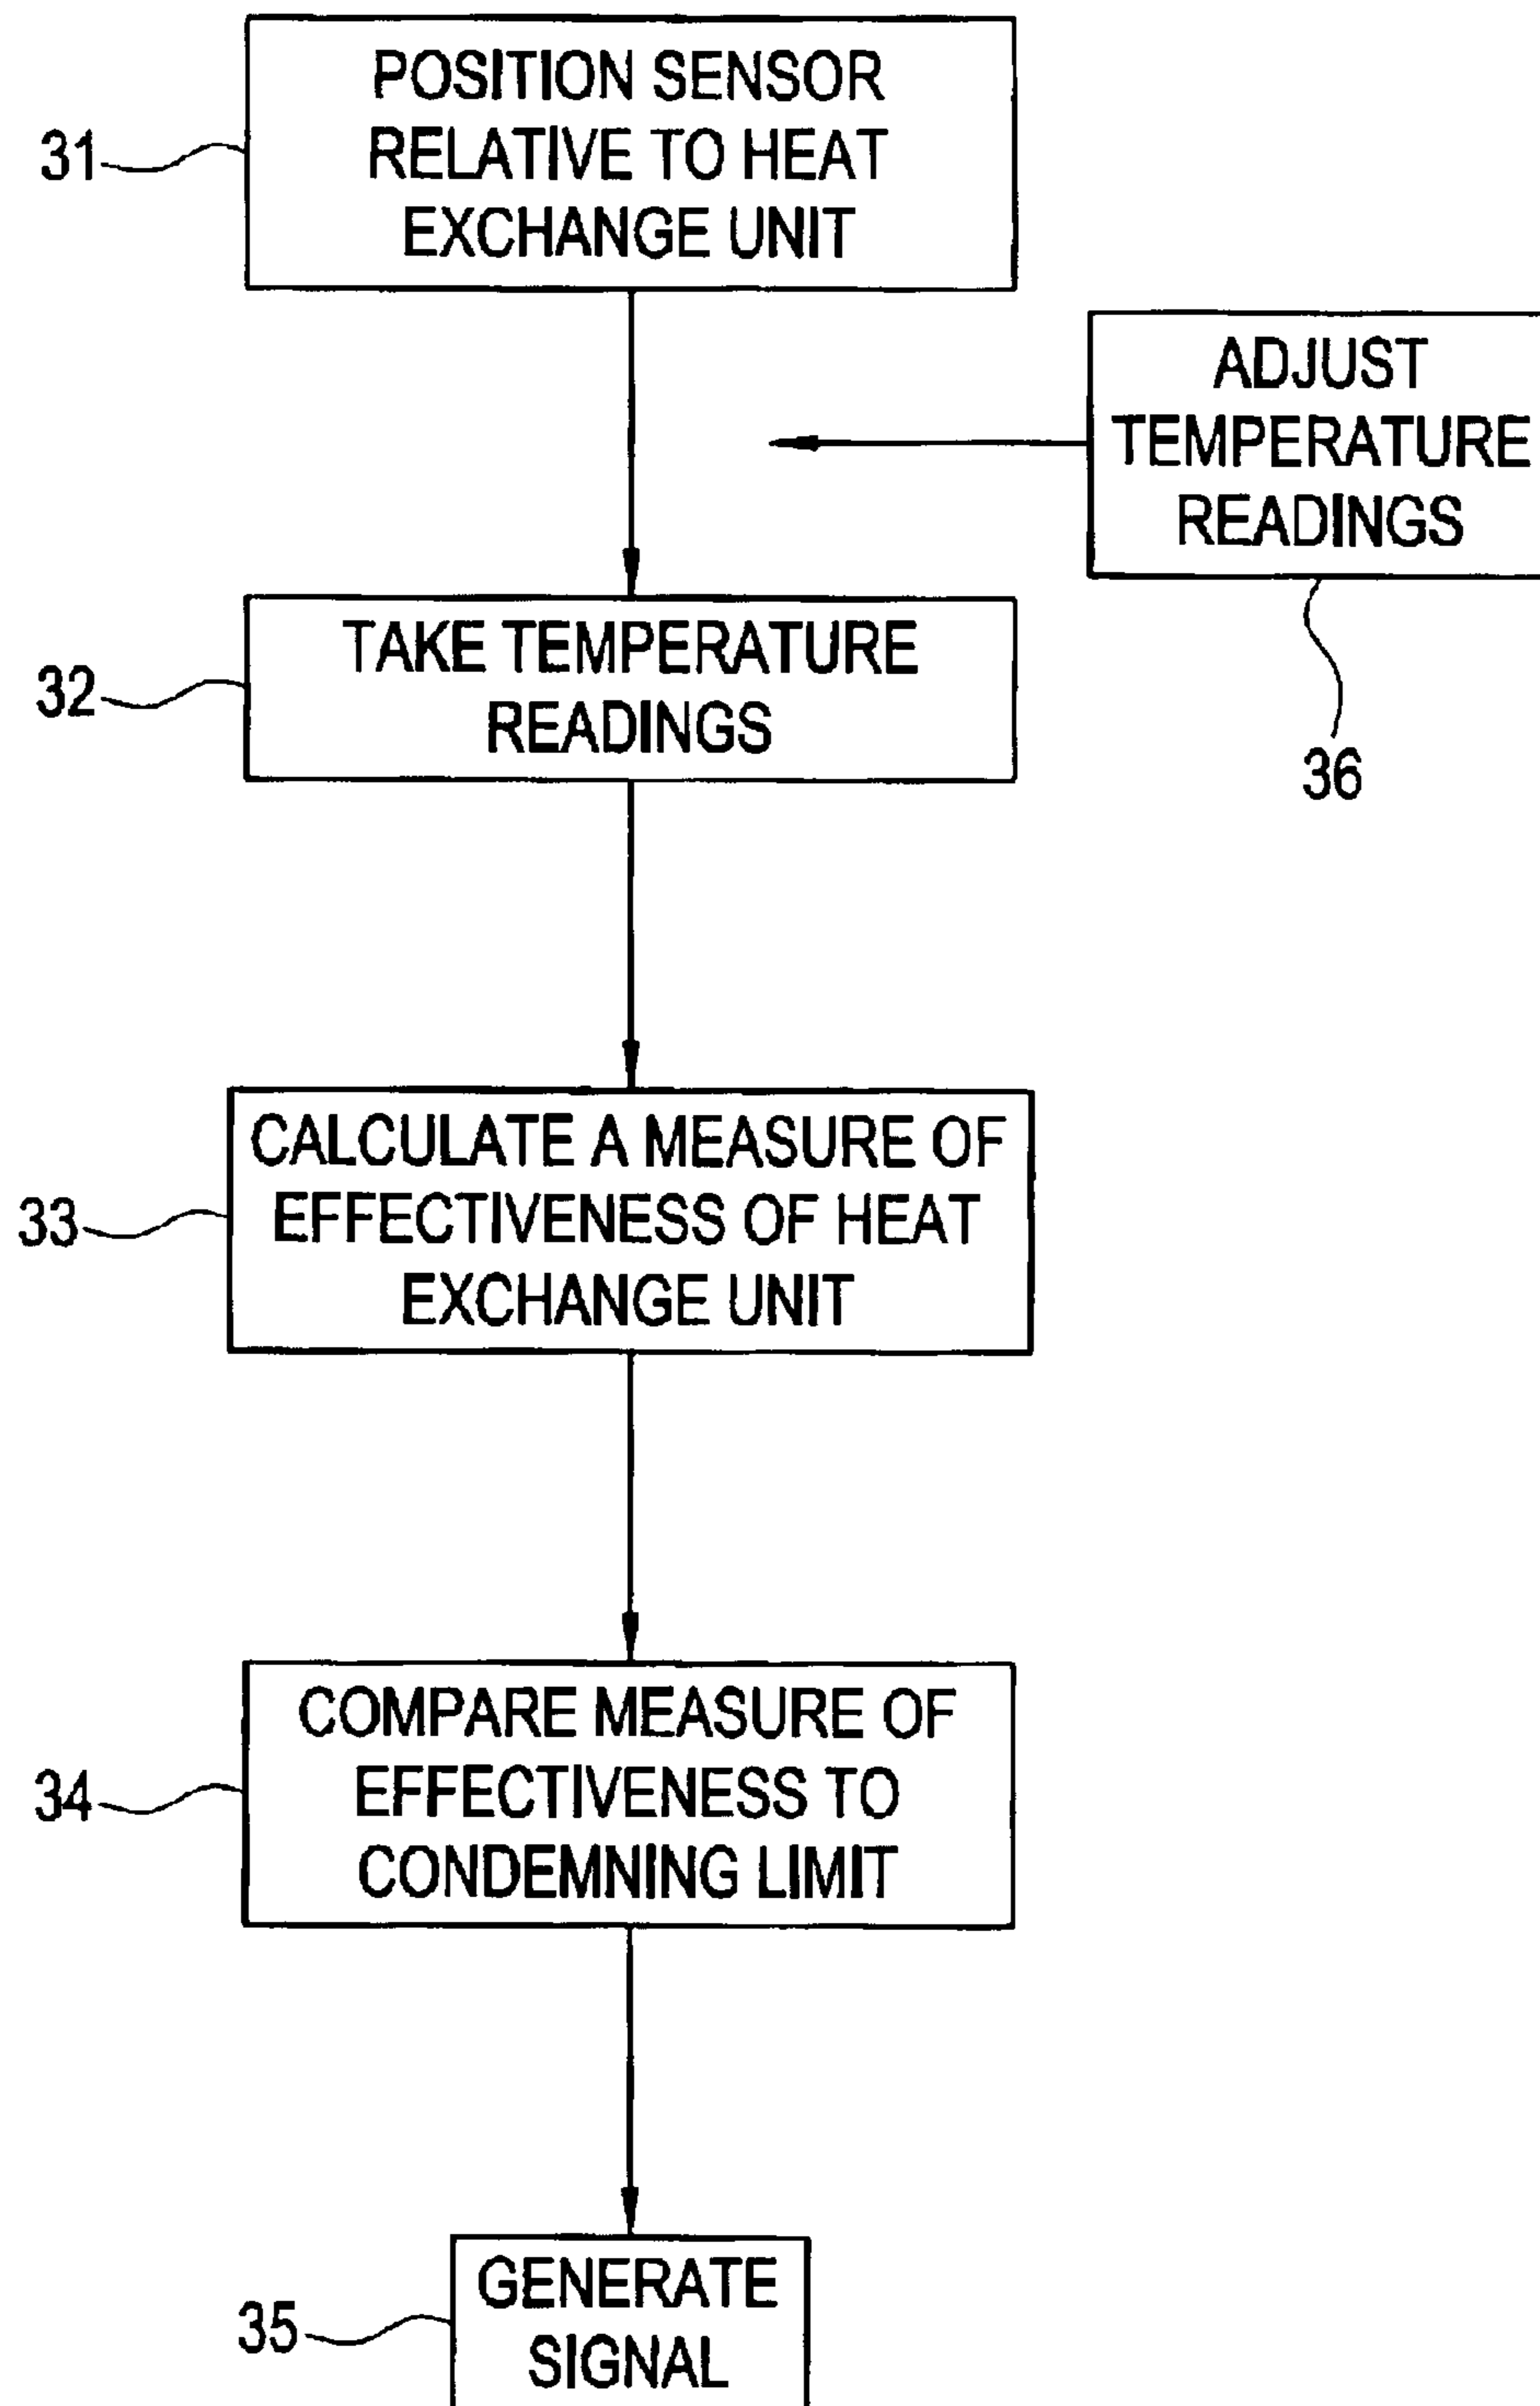 POSITION SENSOR
RELATIVE TO HEAT
EXCHANGE UNIT
31
ADJUST
TEMPERATURE
READINGS
36
TAKE TEMPERATURE
READINGS
32
CALCULATE A MEASURE OF
EFFECTIVENESS OF HEAT
EXCHANGE UNIT
33
COMPARE MEASURE OF
EFFECTIVENESS TO
CONDEMNING LIMIT
34
GENERATE
SIGNAL
35